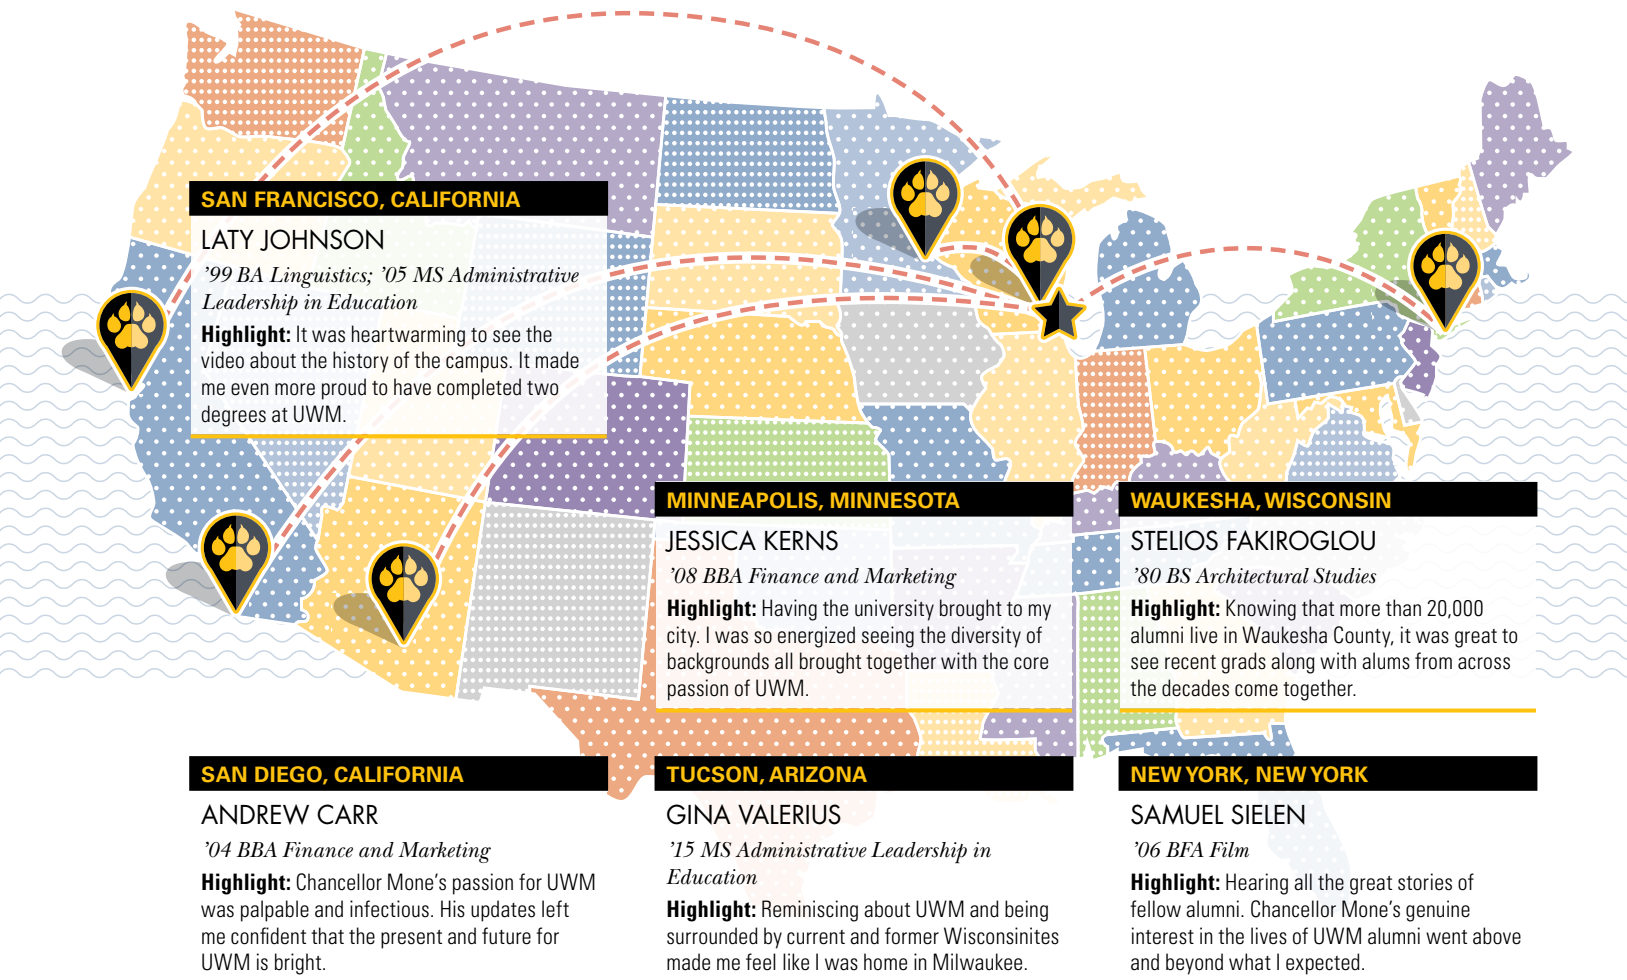 SAN FRANCISCO, CALIFORNIA
LATY JOHNSON
’99 BA Linguistics; ’05 MS Administrative
Leadership in Education
Highlight: It was heartwarming to see the
video about the history of the campus. It made
me even more proud to have completed two
degrees at UWM.
MINNEAPOLIS, MINNESOTA
JESSICA KERNS
’08 BBA Finance and Marketing
Highlight: Having the university brought to my
city. I was so energized seeing the diversity of
backgrounds all brought together with the core
passion of UWM.
WAUKESHA, WISCONSIN
STELIOS FAKIROGLOU
’80 BS Architectural Studies
Highlight: Knowing that more than 20,000
alumni live in Waukesha County, it was great to
see recent grads along with alums from across
the decades come together.
SAN DIEGO, CALIFORNIA
ANDREW CARR
’04 BBA Finance and Marketing
Highlight: Chancellor Mone’s passion for UWM
was palpable and infectious. His updates left
me confident that the present and future for
UWM is bright.
TUCSON, ARIZONA
GINA VALERIUS
’15 MS Administrative Leadership in
Education
Highlight: Reminiscing about UWM and being
surrounded by current and former Wisconsinites
made me feel like I was home in Milwaukee.
NEW YORK, NEW YORK
SAMUEL SIELEN
’06 BFA Film
Highlight: Hearing all the great stories of
fellow alumni. Chancellor Mone’s genuine
interest in the lives of UWM alumni went above
and beyond what I expected.